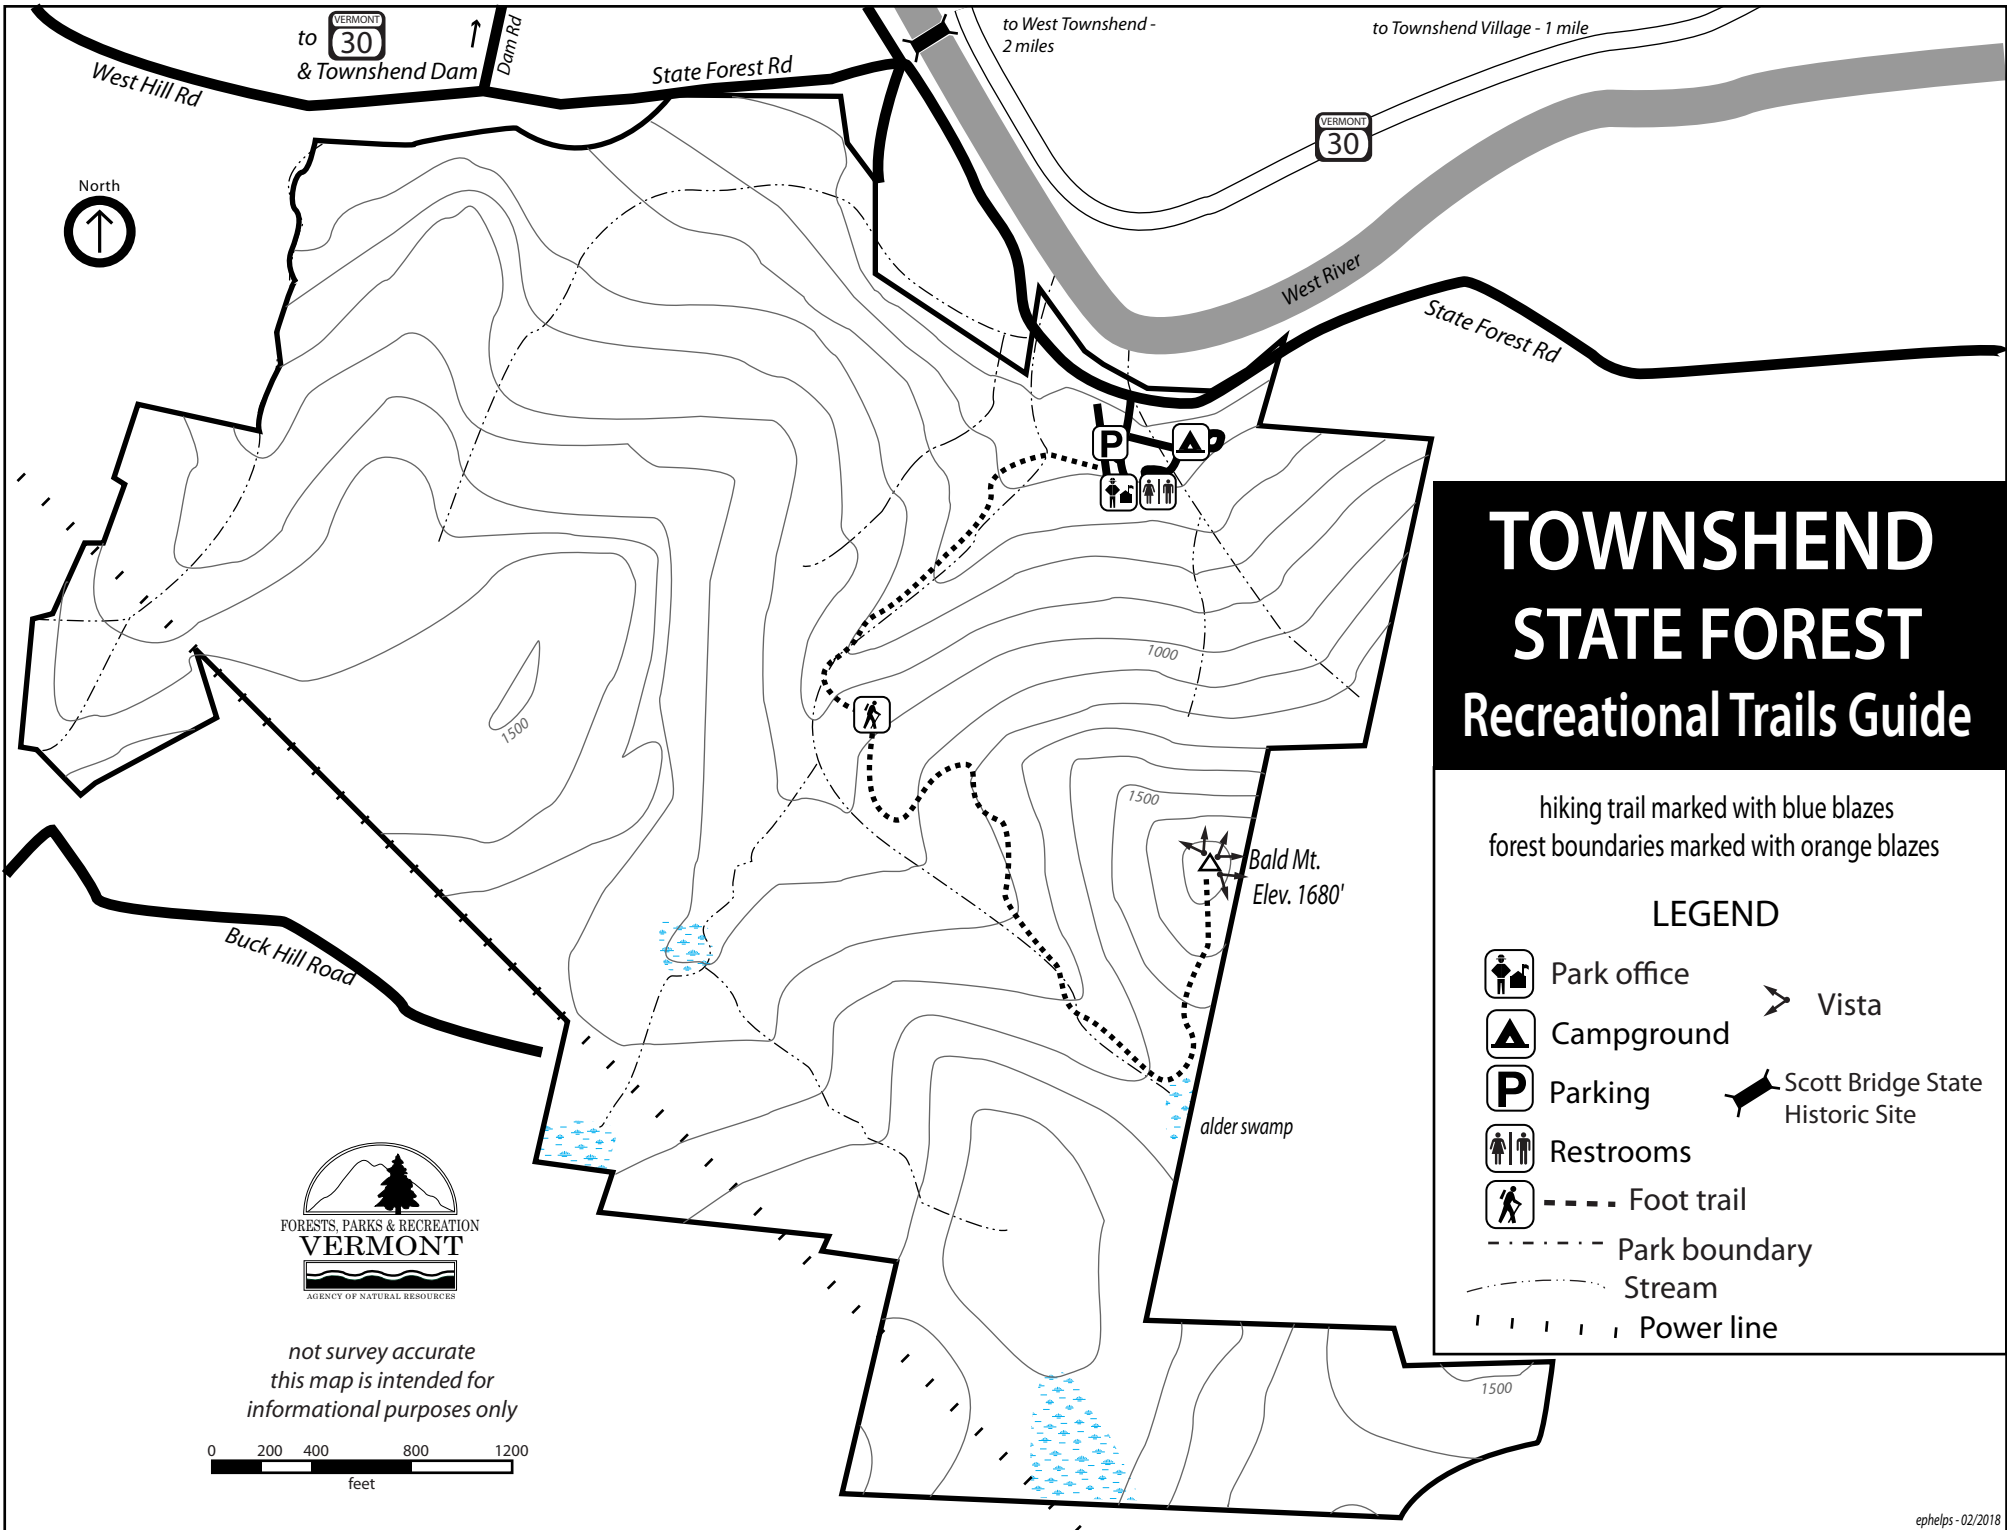 to
VERMONT
30
& Townshend Dam
Dam Rd
West Hill Rd
State Forest Rd
to West Townshend -
2 miles
to Townshend Village - 1 mile
VERMONT
30
North
West River
State Forest Rd
P
1000
1500
1500
Bald Mt.
Elev. 1680'
Buck Hill Road
alder swamp
1500
TOWNSHEND
STATE FOREST
Recreational Trails Guide
hiking trail marked with blue blazes
forest boundaries marked with orange blazes
LEGEND
Park office
Vista
Campground
P
Parking
Scott Bridge State
Historic Site
Restrooms
Foot trail
Park boundary
Stream
Power line
FORESTS, PARKS & RECREATION
VERMONT
AGENCY OF NATURAL RESOURCES
not survey accurate
this map is intended for
informational purposes only
0 200 400 800 1200
feet
ephelps - 02/2018